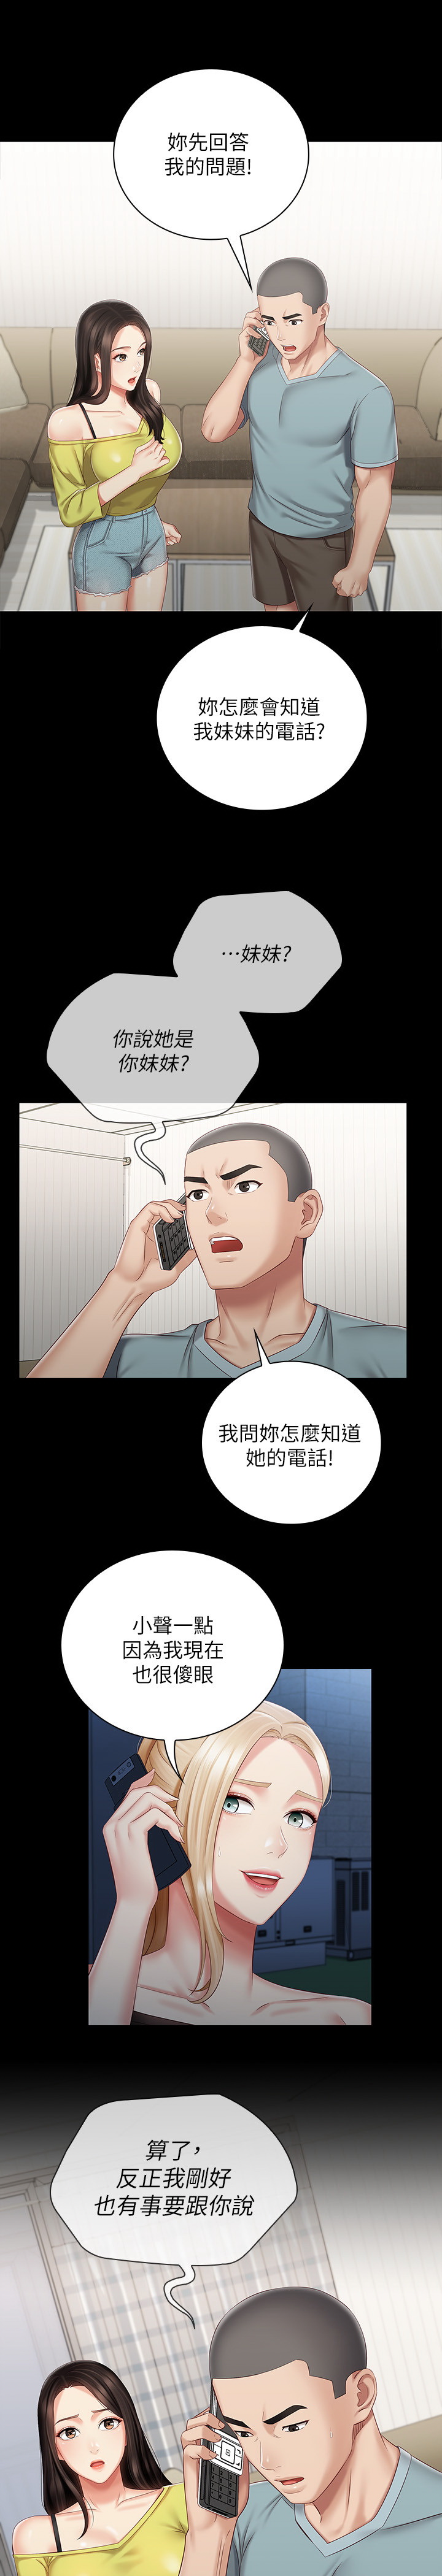 妳先回答
我的問題!
妳怎麼會知道
我妹妹的電話?
…妹妹?
你說她是
你妹妹?
我問妳怎麼知道
她的電話!
小聲一點
因為我現在
也很傻眼
算了，
反正我剛好
也有事要跟你說